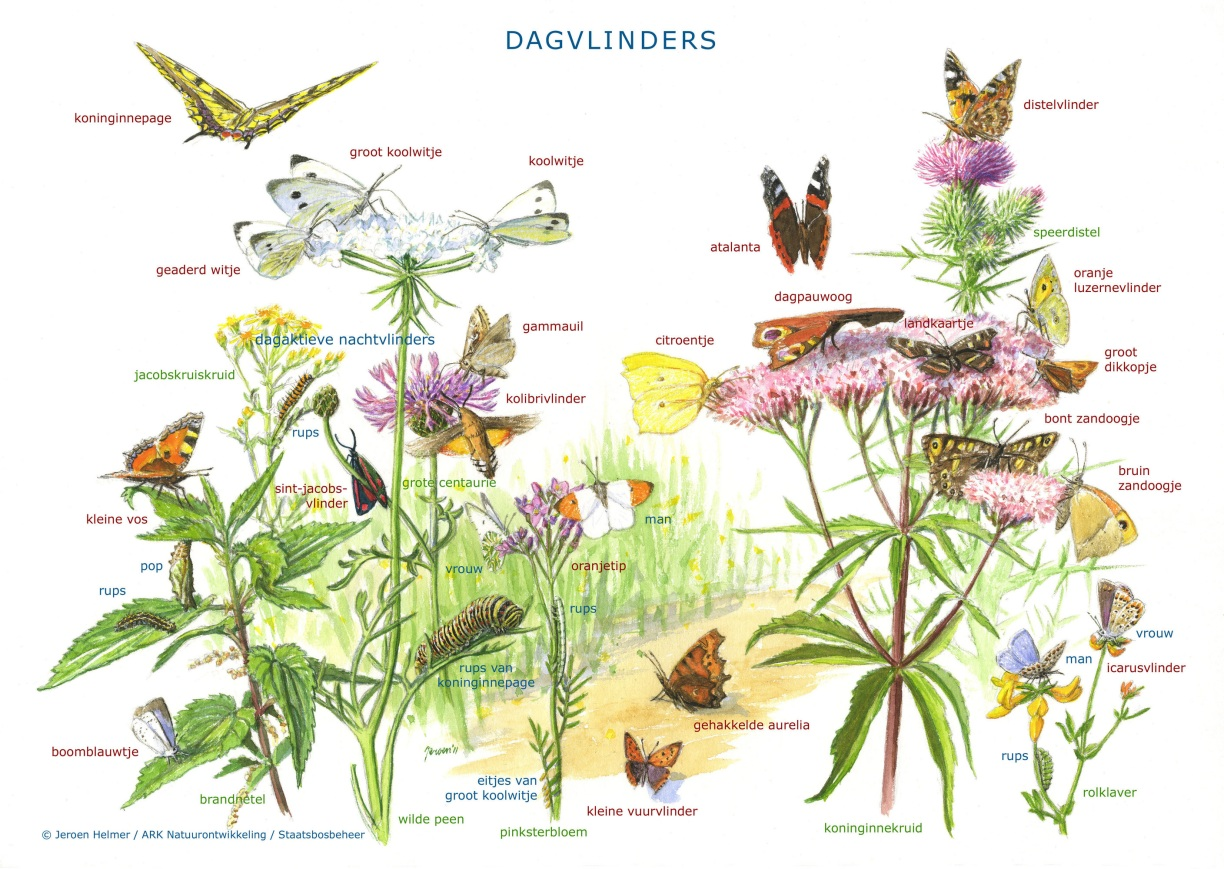 DAGVLINDERS
koninginnepage
groot koolwitje
koolwitje
geaderd witje
distelvlinder
atalanta
speerdistel
oranje
luzernevlinder
dagpauwoog
landkaartje
citroentje
groot
dikkopje
gammauil
dagaktieve nachtvlinders
jacobskruiskruid
kolibrivlinder
rups
bont zandoogje
bruin
zandoogje
grote centaurie
sint-jacobs-
vlinder
kleine vos
man
vrouw
oranjetip
pop
rups
rups
rups van
koninginnepage
vrouw
man
icarusvlinder
gehakkelde aurelia
boomblauwtje
Jeroen '11
eitjes van
groot koolwitje
rups
brandnetel
kleine vuurvlinder
rolklaver
wilde peen
pinksterbloem
koninginnekruid
© Jeroen Helmer / ARK Natuurontwikkeling / Staatsbosbeheer